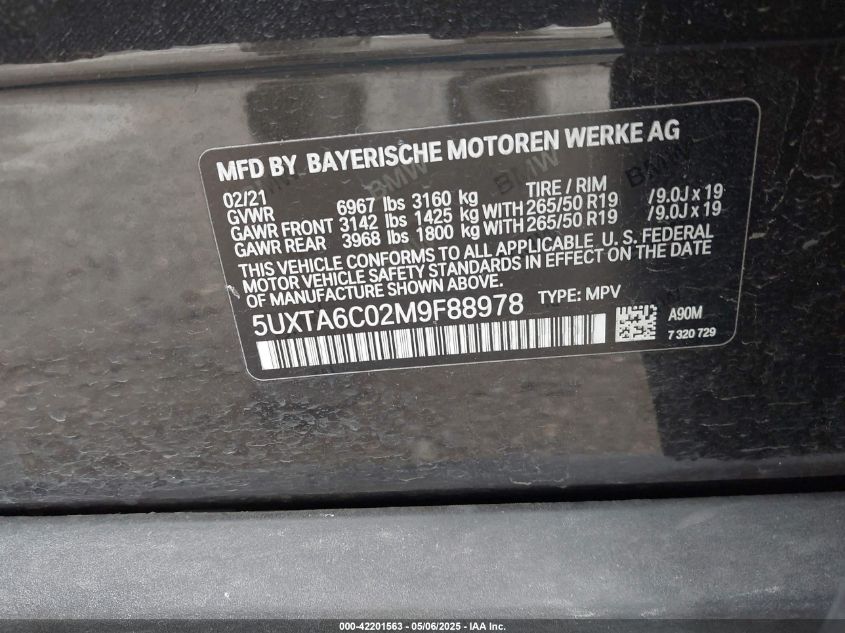 MFD BY BAYERISCHE MOTOREN WERKE AG
02/21 TIRE / RIM
GVWR 6967 lbs 3160 kg
GAWR FRONT 3142 lbs 1425 kg WITH 265/50 R19 /9.0J x 19
GAWR REAR 3968 lbs 1800 kg WITH 265/50 R19 /9.0J x 19
THIS VEHICLE CONFORMS TO ALL APPLICABLE U.S. FEDERAL
MOTOR VEHICLE SAFETY STANDARDS IN EFFECT ON THE DATE
OF MANUFACTURE SHOWN ABOVE.
5UXTA6C02M9F88978 TYPE: MPV
A90M
7 320 729
BMW BMW BMW
000-42201563 - 05/06/2025 - IAA Inc.